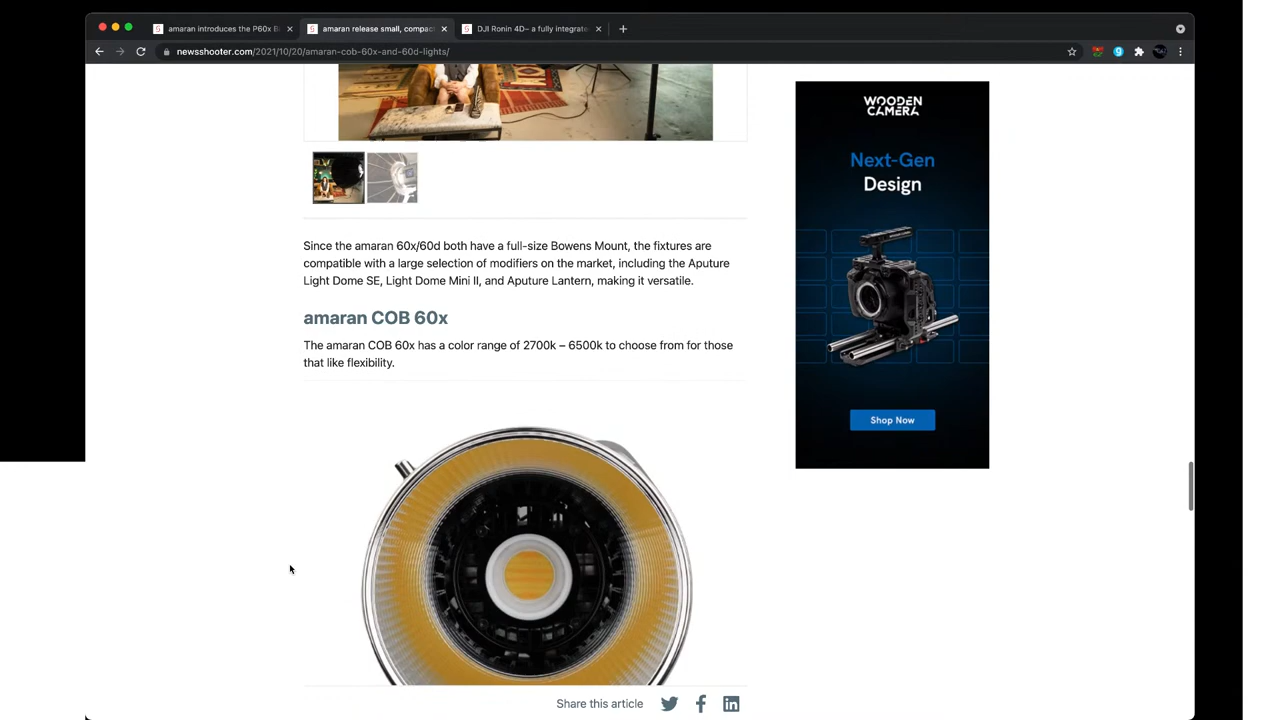 amaran introduces the P60x B
amaran release small, compac
DJI Ronin 4D– a fully integrate
newsshooter.com/2021/10/20/amaran-cob-60x-and-60d-lights/
WOODEN
CAMERA
Next-Gen
Design
Shop Now
Since the amaran 60x/60d both have a full-size Bowens Mount, the fixtures are
compatible with a large selection of modifiers on the market, including the Aputure
Light Dome SE, Light Dome Mini II, and Aputure Lantern, making it versatile.
amaran COB 60x
The amaran COB 60x has a color range of 2700k – 6500k to choose from for those
that like flexibility.
Share this article